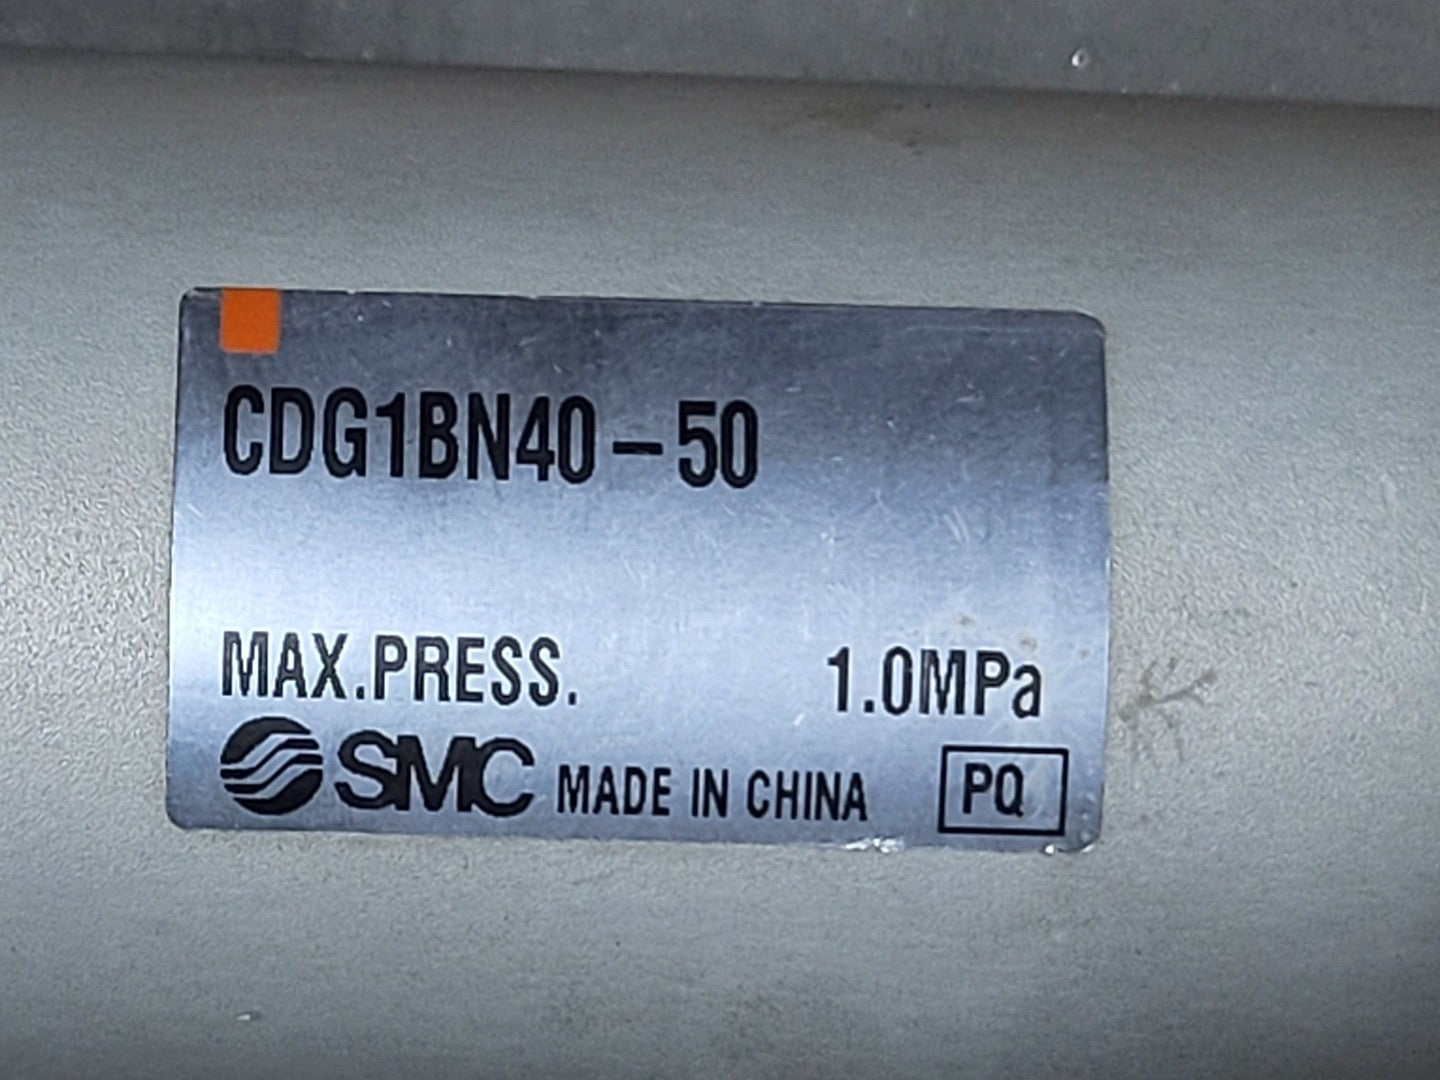 CDG1BN40-50
MAX.PRESS. 1.0MPa
SMC MADE IN CHINA PQ